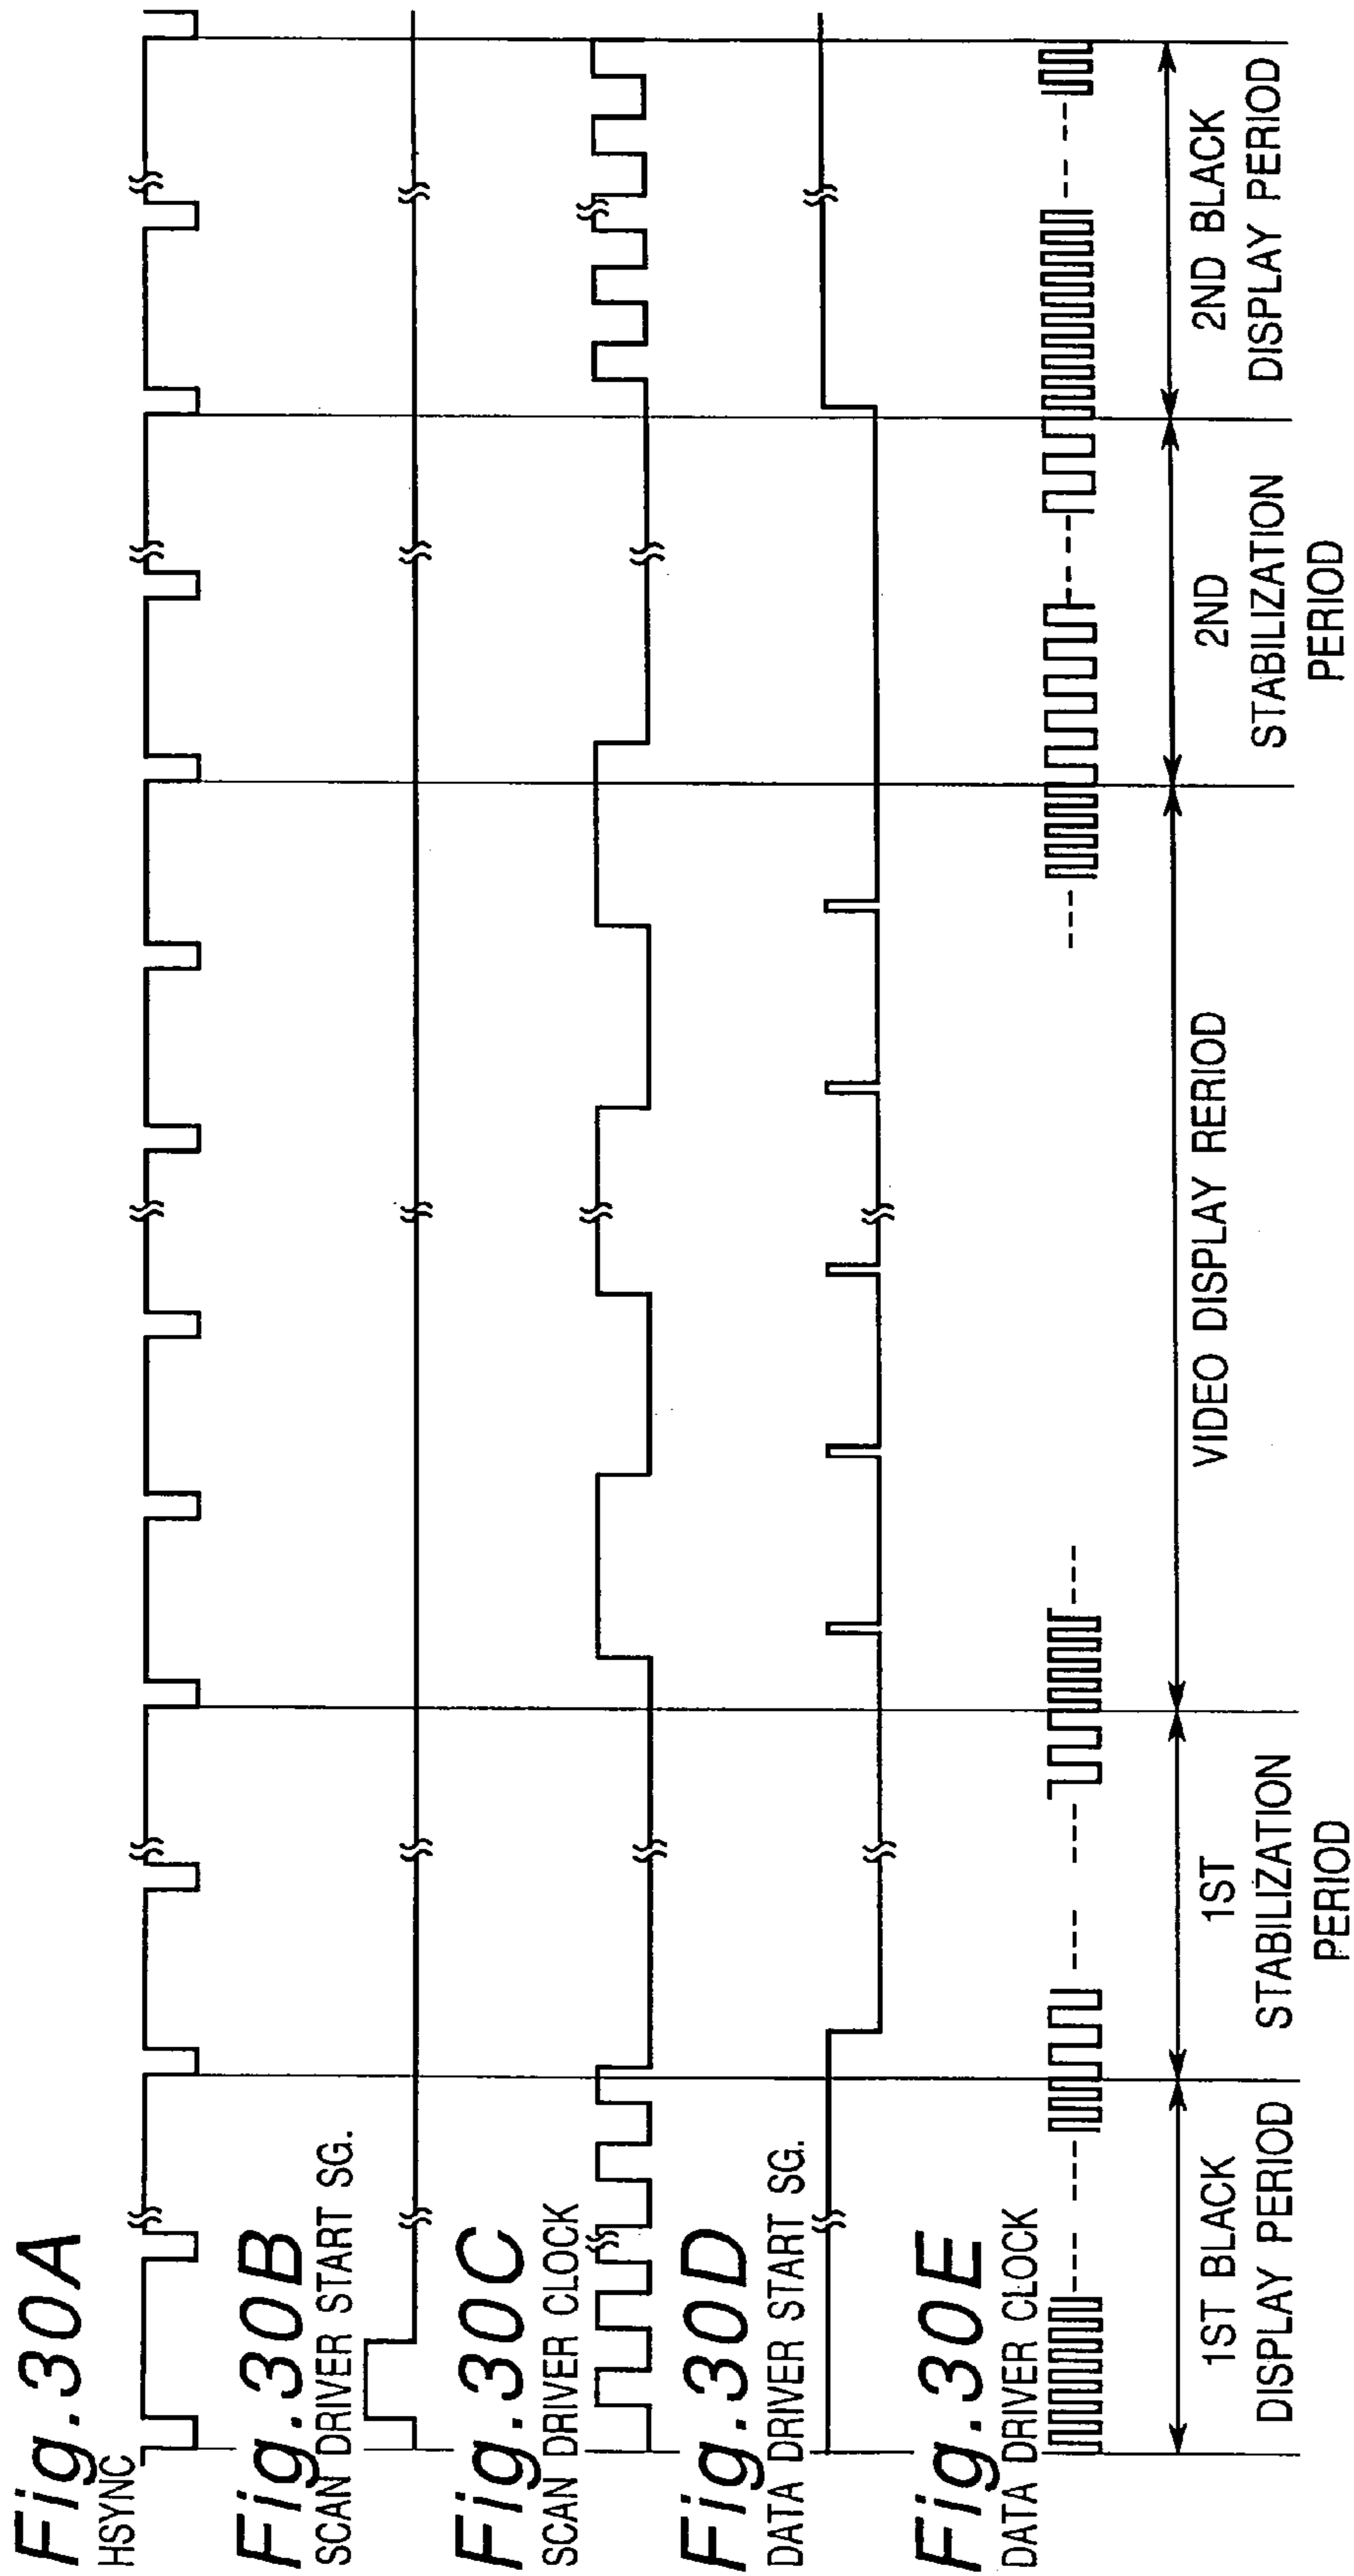 Fig.30A
HSYNC
Fig.30B
SCAN DRIVER START SG.
Fig.30C
SCAN DRIVER CLOCK
Fig.30D
DATA DRIVER START SG.
Fig.30E
DATA DRIVER CLOCK
1ST BLACK
DISPLAY PERIOD
1ST
STABILIZATION
PERIOD
VIDEO DISPLAY RERIOD
2ND
STABILIZATION
PERIOD
2ND BLACK
DISPLAY PERIOD